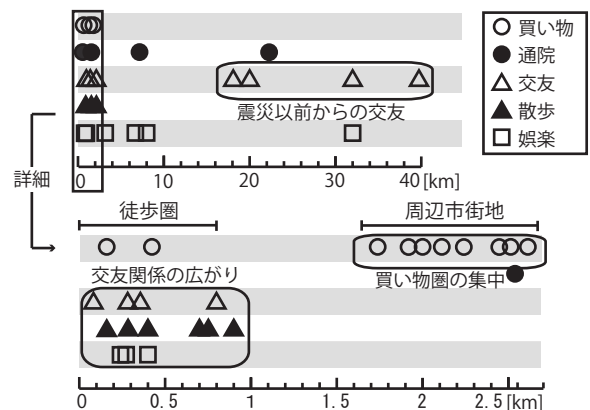 買い物
通院
交友
散歩
娯楽
震災以前からの交友
0 10 20 30 40 [km]
詳細
徒歩圏 周辺市街地
交友関係の広がり 買い物圏の集中
0 0.5 1 1.5 2 2.5 [km]